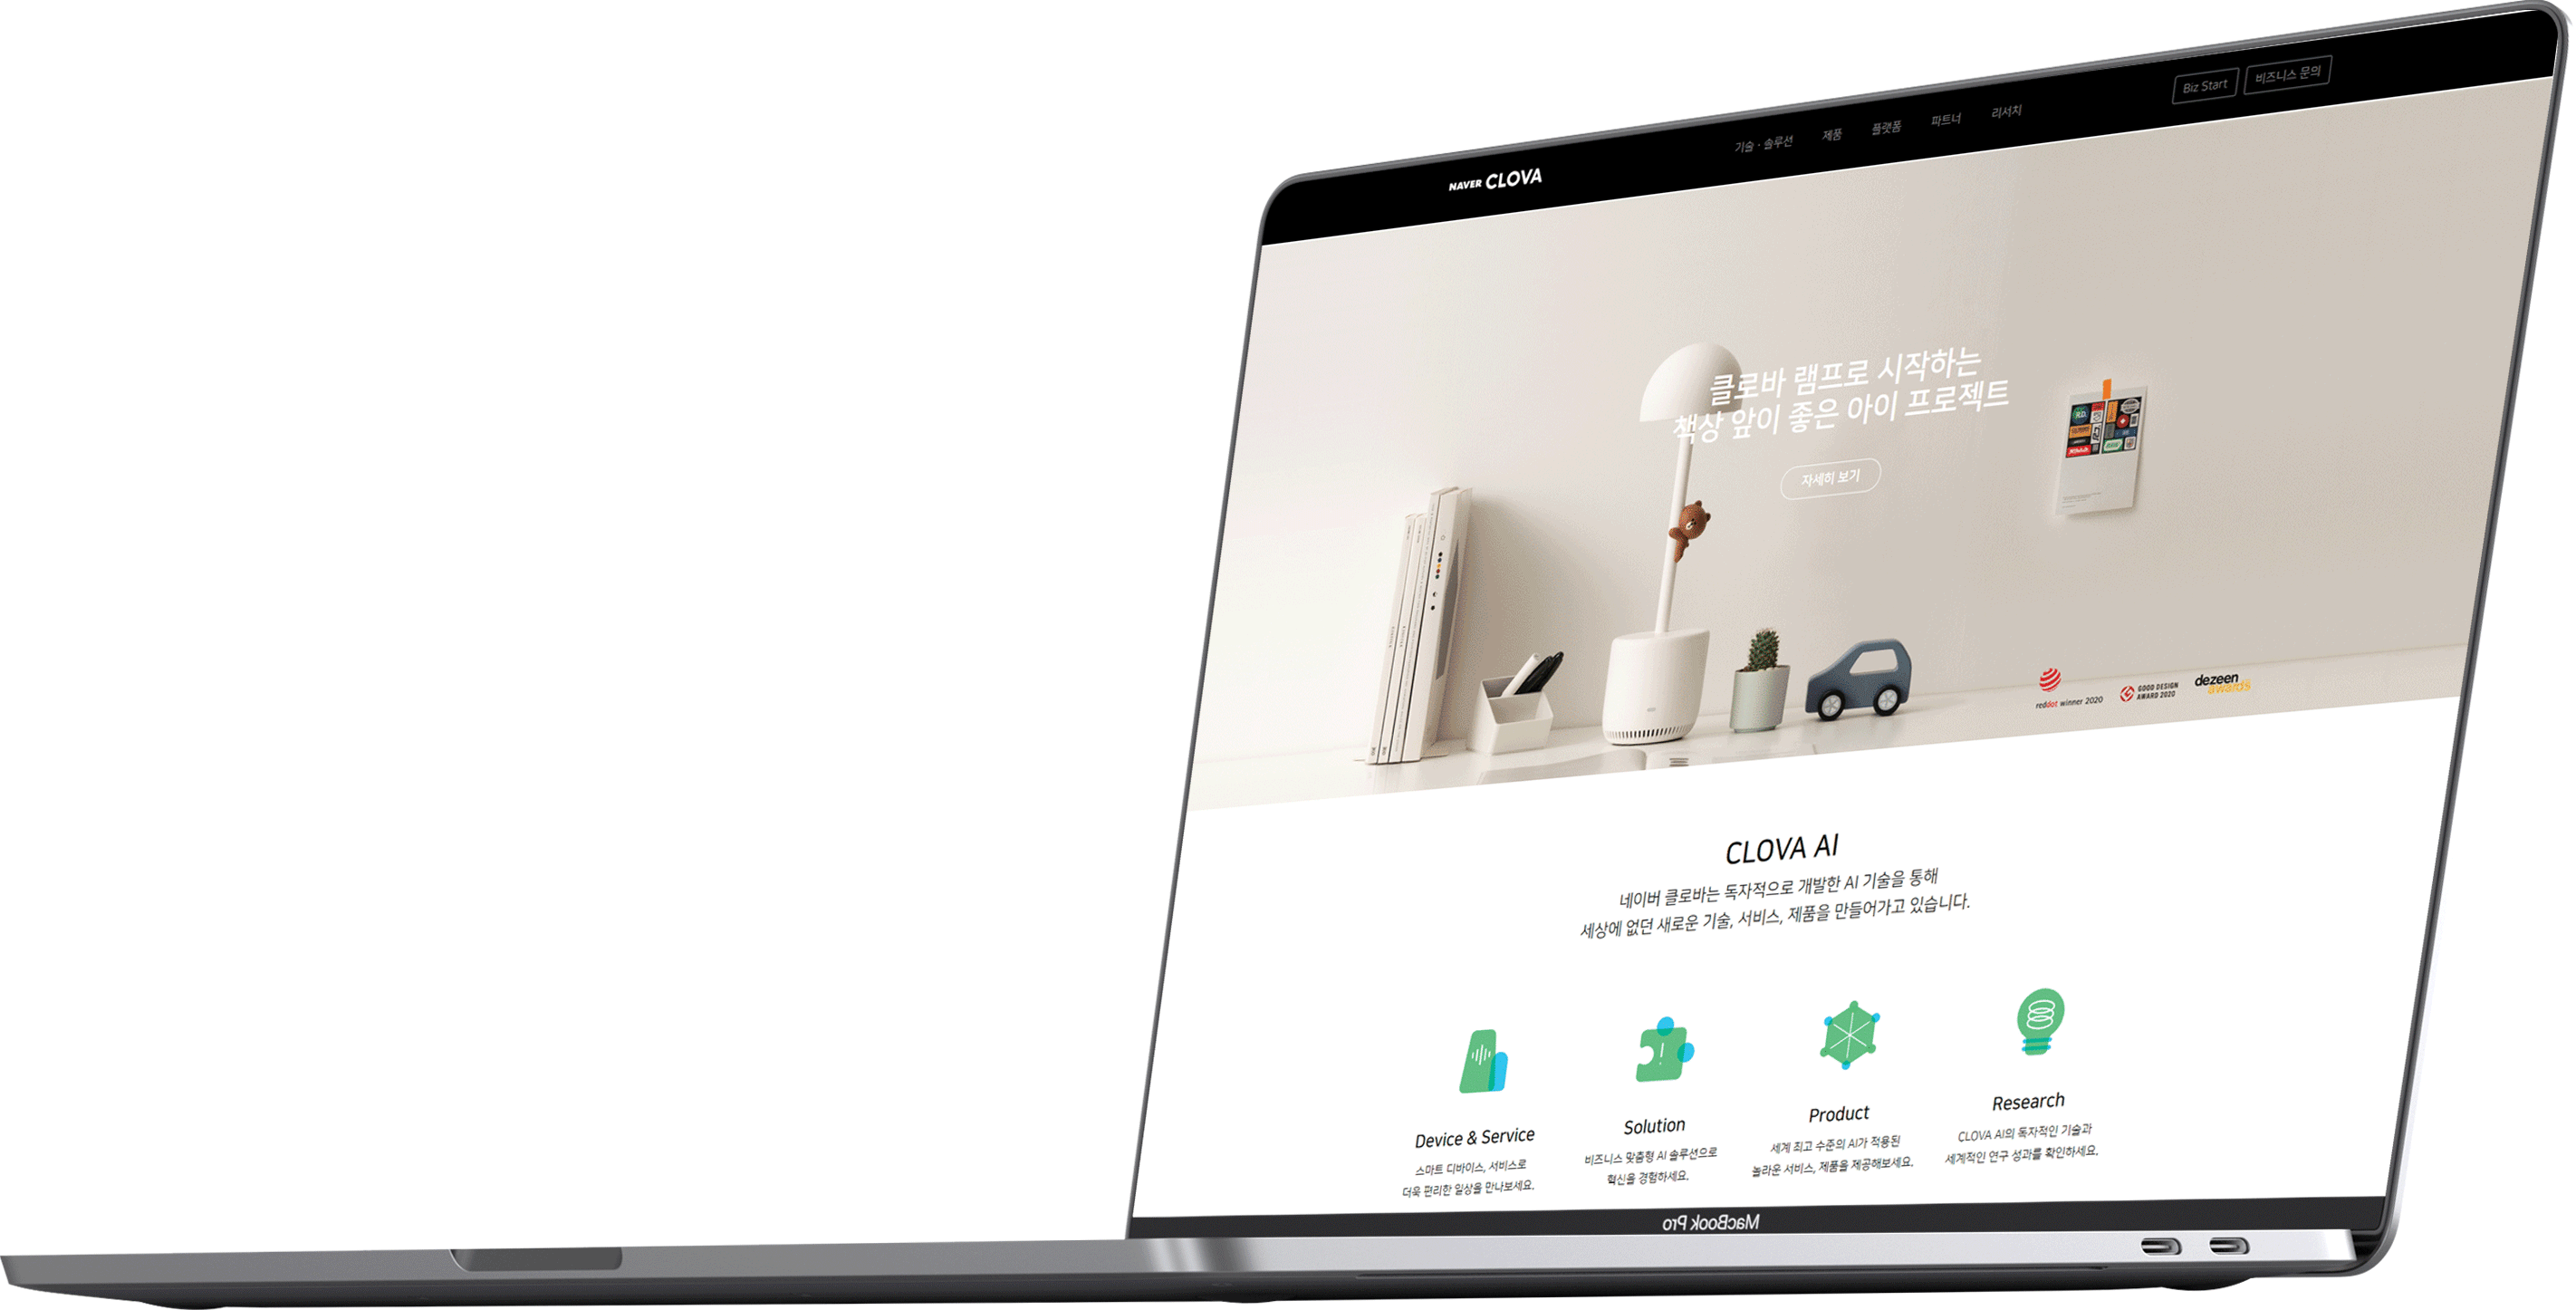 NAVER CLOVA
기술 · 솔루션
제품
플랫폼
파트너
리서치
Biz Start
비즈니스 문의
클로바 램프로 시작하는
책상 앞이 좋은 아이 프로젝트
자세히 보기
reddot winner 2020
GOOD DESIGN
AWARD 2020
dezeen
awards
CLOVA AI
네이버 클로바는 독자적으로 개발한 AI 기술을 통해
세상에 없던 새로운 기술, 서비스, 제품을 만들어가고 있습니다.
Device & Service
스마트 디바이스, 서비스로
더욱 편리한 일상을 만나보세요.
Solution
비즈니스 맞춤형 AI 솔루션으로
혁신을 경험하세요.
Product
세계 최고 수준의 AI가 적용된
놀라운 서비스, 제품을 제공해보세요.
Research
CLOVA AI의 독자적인 기술과
세계적인 연구 성과를 확인하세요.
MacBook Pro